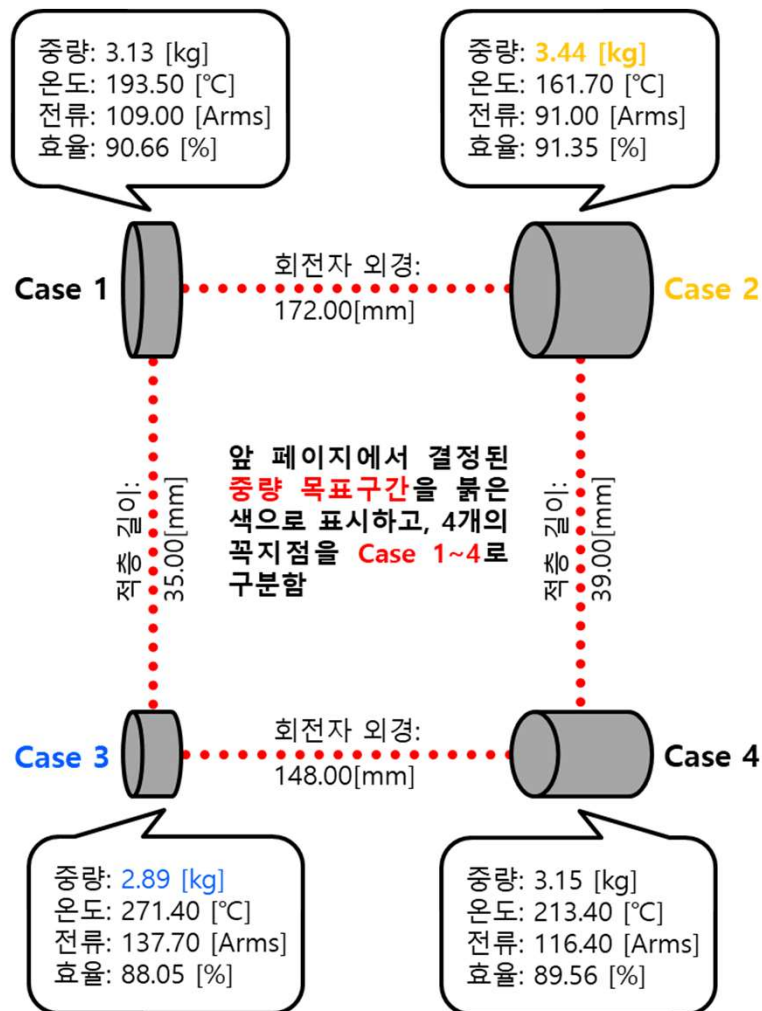 중량: 3.13 [kg]
온도: 193.50 [℃]
전류: 109.00 [Arms]
효율: 90.66 [%]
중량: 3.44 [kg]
온도: 161.70 [℃]
전류: 91.00 [Arms]
효율: 91.35 [%]
Case 1
회전자 외경:
172.00[mm]
Case 2
적층 길이:
35.00[mm]
앞 페이지에서 결정된
중량 목표구간을 붉은
색으로 표시하고, 4개의
꼭지점을 Case 1~4로
구분함
적층 길이:
39.00[mm]
Case 3
회전자 외경:
148.00[mm]
Case 4
중량: 2.89 [kg]
온도: 271.40 [℃]
전류: 137.70 [Arms]
효율: 88.05 [%]
중량: 3.15 [kg]
온도: 213.40 [℃]
전류: 116.40 [Arms]
효율: 89.56 [%]